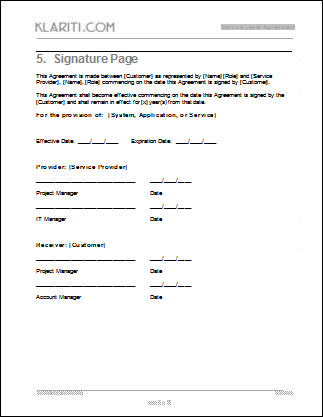 KLARITI.COM
Service Level Agreement
5. Signature Page
This Agreement is made between [Customer] as represented by [Name] [Role] and [Service
Provider], [Name], [Role] commencing on the date this Agreement is signed by [Customer].
This Agreement shall become effective commencing on the date this Agreement is signed by the
[Customer] and shall remain in effect for [x] year(s) from that date.
For the provision of: [System, Application, or Service]
Effective Date: ___/___/___ Expiration Date: ___/___/___
Provider: [Service Provider]
______________________ ___/___/___
Project Manager Date
______________________ ___/___/___
IT Manager Date
Receiver: [Customer]
______________________ ___/___/___
Project Manager Date
______________________ ___/___/___
Account Manager Date